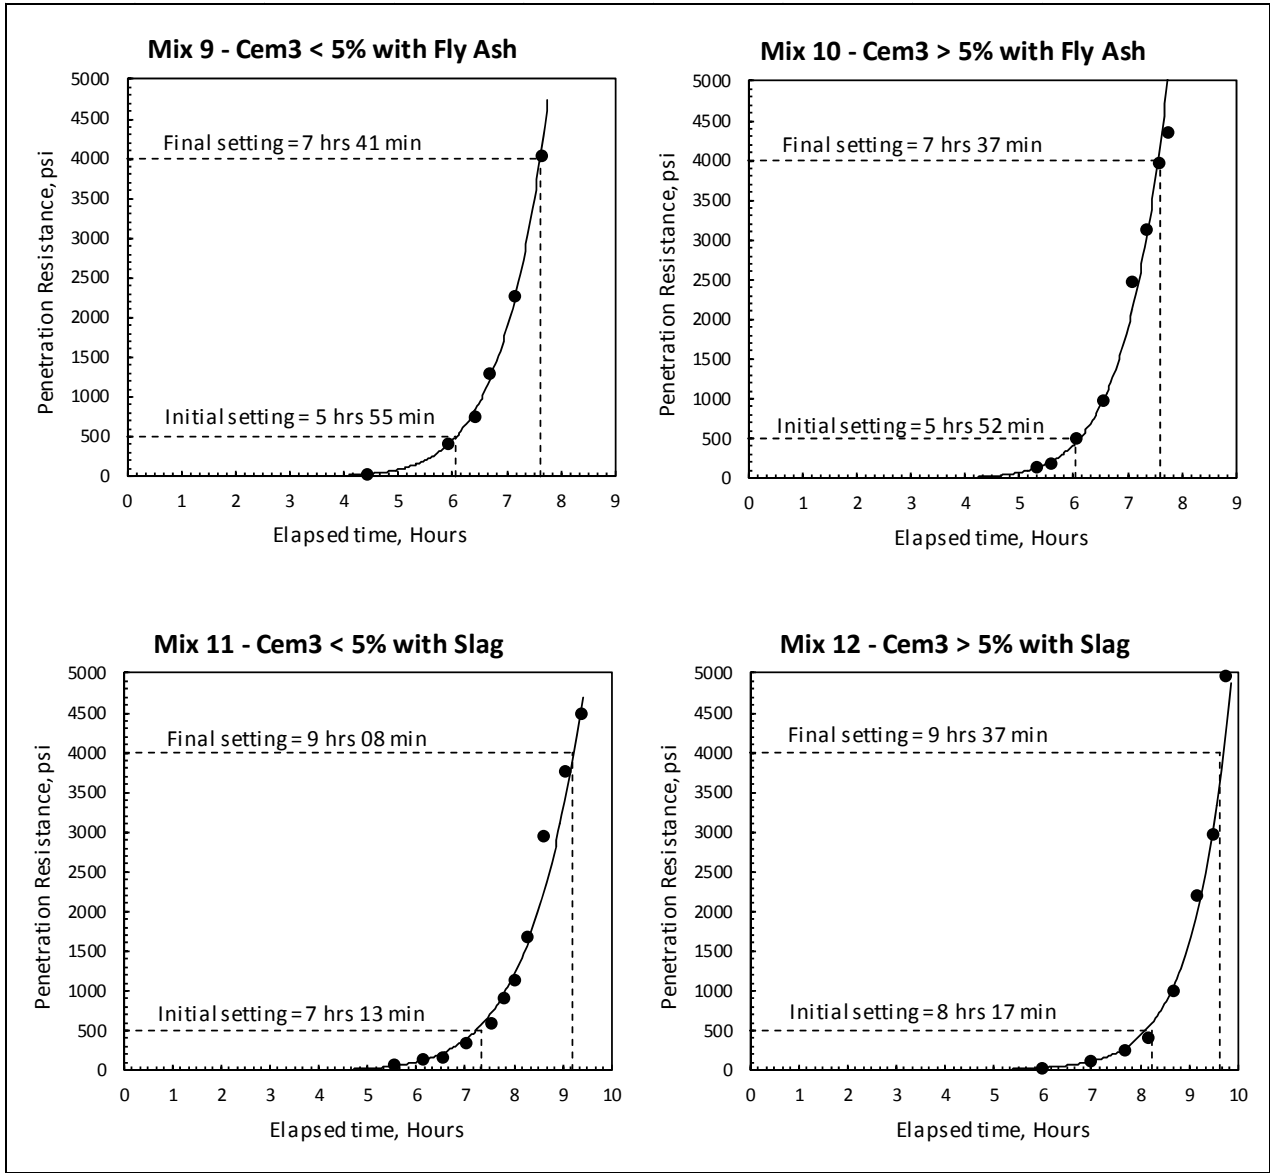 Mix 9 - Cem3 < 5% with Fly Ash
5000
4500
4000
3500
3000
2500
2000
1500
1000
500
0
Penetration Resistance, psi
Final setting = 7 hrs 41 min
Initial setting = 5 hrs 55 min
0 1 2 3 4 5 6 7 8 9
Elapsed time, Hours
Mix 10 - Cem3 > 5% with Fly Ash
5000
4500
4000
3500
3000
2500
2000
1500
1000
500
0
Penetration Resistance, psi
Final setting = 7 hrs 37 min
Initial setting = 5 hrs 52 min
0 1 2 3 4 5 6 7 8 9
Elapsed time, Hours
Mix 11 - Cem3 < 5% with Slag
5000
4500
4000
3500
3000
2500
2000
1500
1000
500
0
Penetration Resistance, psi
Final setting = 9 hrs 08 min
Initial setting = 7 hrs 13 min
0 1 2 3 4 5 6 7 8 9 10
Elapsed time, Hours
Mix 12 - Cem3 > 5% with Slag
5000
4500
4000
3500
3000
2500
2000
1500
1000
500
0
Penetration Resistance, psi
Final setting = 9 hrs 37 min
Initial setting = 8 hrs 17 min
0 1 2 3 4 5 6 7 8 9 10
Elapsed time, Hours